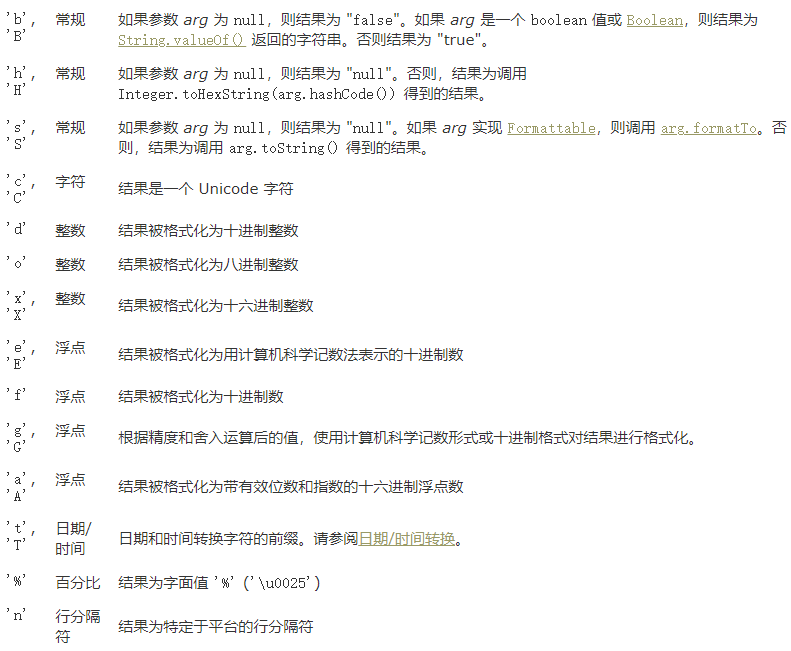 'b', 常规 如果参数 arg 为 null，则结果为 "false"。如果 arg 是一个 boolean 值或 Boolean，则结果为
'B' String.valueOf() 返回的字符串。否则结果为 "true"。
'h', 常规 如果参数 arg 为 null，则结果为 "null"。否则，结果为调用
'H' Integer.toHexString(arg.hashCode()) 得到的结果。
's', 常规 如果参数 arg 为 null，则结果为 "null"。如果 arg 实现 Formattable，则调用 arg.formatTo。否
'S' 则，结果为调用 arg.toString() 得到的结果。
'c', 字符 结果是一个 Unicode 字符
'C'
'd' 整数 结果被格式化为十进制整数
'o' 整数 结果被格式化为八进制整数
'x', 整数 结果被格式化为十六进制整数
'X'
'e', 浮点 结果被格式化为用计算机科学记数法表示的十进制数
'E'
'f' 浮点 结果被格式化为十进制数
'g', 浮点 根据精度和舍入运算后的值，使用计算机科学记数形式或十进制格式对结果进行格式化。
'G'
'a', 浮点 结果被格式化为带有效位数和指数的十六进制浮点数
'A'
't', 日期/ 日期和时间转换字符的前缀。请参阅日期/时间转换。
'T' 时间
'%' 百分比 结果为字面值 '%' ('\u0025')
'n' 行分隔 结果为特定于平台的行分隔符
符